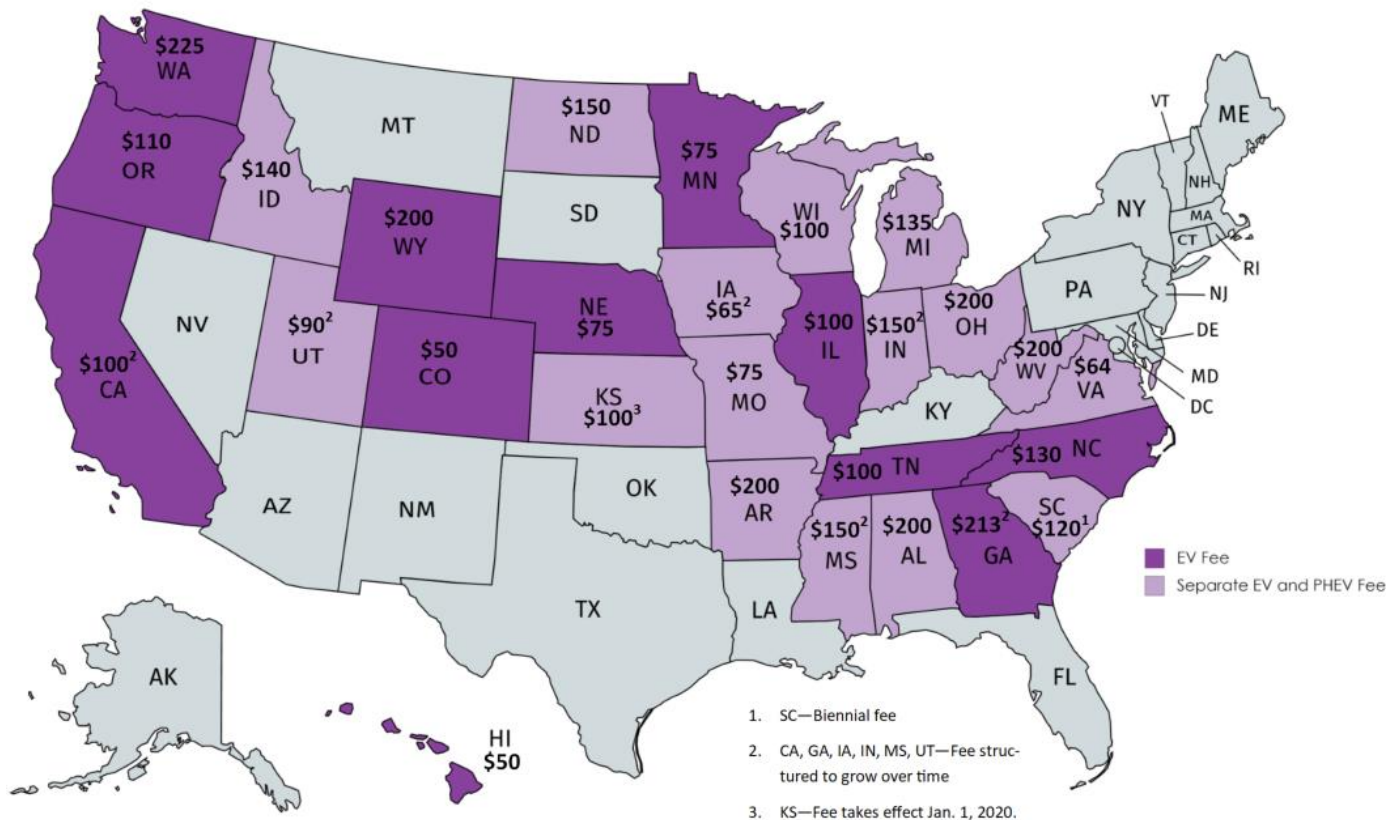 $225
WA
$110
OR
$140
ID
MT
$150
ND
$75
MN
VT
ME
NH
NY
MA
CT
RI
$200
WY
SD
WI
$100
$135
MI
PA
NJ
NV
$90²
UT
$50
CO
NE
$75
IA
$65²
$100
IL
$150²
IN
$200
OH
$200
WV
$64
VA
DE
MD
DC
$100²
CA
KS
$100³
$75
MO
KY
AZ
NM
OK
$200
AR
$100 TN
$130 NC
$150²
MS
$200
AL
$213²
GA
SC
$120¹
TX
LA
FL
AK
HI
$50
EV Fee
Separate EV and PHEV Fee
1. SC—Biennial fee
2. CA, GA, IA, IN, MS, UT—Fee struc-
tured to grow over time
3. KS—Fee takes effect Jan. 1, 2020.